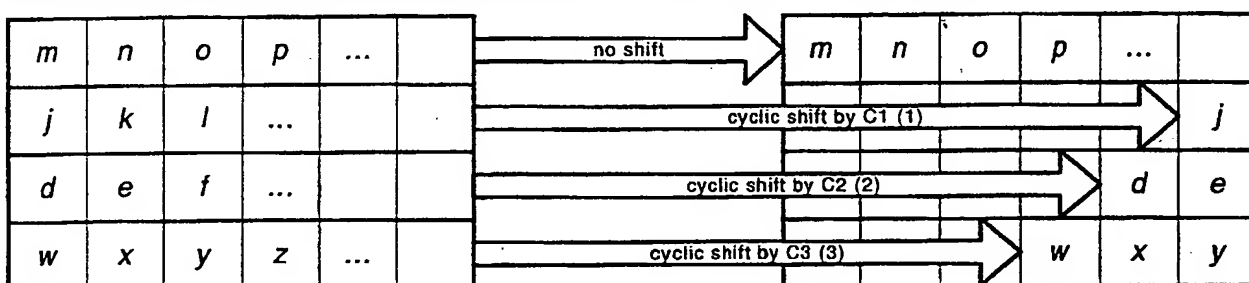 m n o p ... no shift m n o p ...
j k l ... cyclic shift by C1 (1) j
d e f ... cyclic shift by C2 (2) d e
w x y z ... cyclic shift by C3 (3) w x y